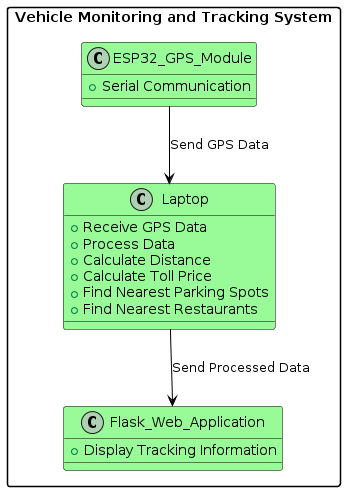 Vehicle Monitoring and Tracking System
C ESP32_GPS_Module
Serial Communication
Send GPS Data
C Laptop
Receive GPS Data
Process Data
Calculate Distance
Calculate Toll Price
Find Nearest Parking Spots
Find Nearest Restaurants
Send Processed Data
C Flask_Web_Application
Display Tracking Information